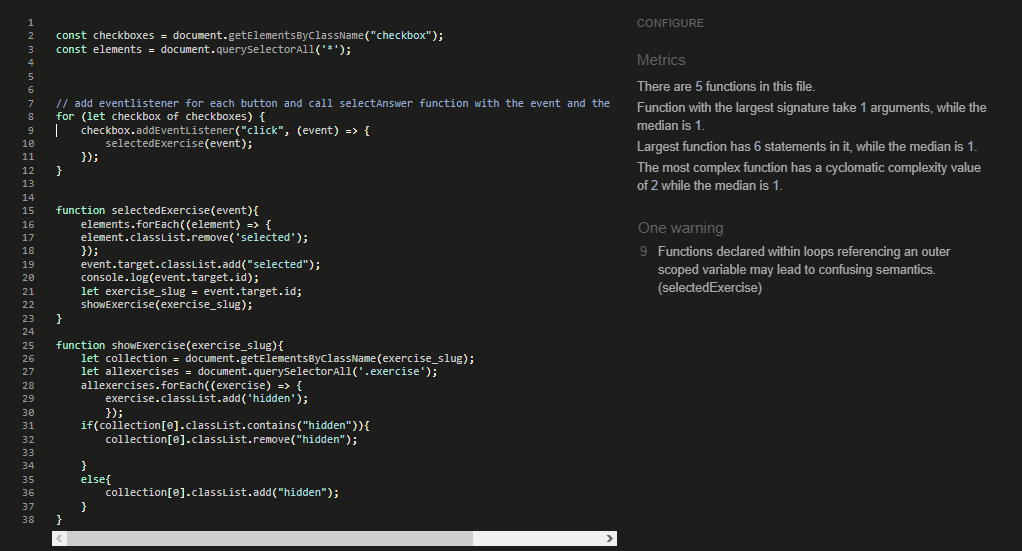 1
2 const checkboxes = document.getElementsByClassName("checkbox");
3 const elements = document.querySelectorAll('*');
4
5
6
7 // add eventlistener for each button and call selectAnswer function with the event and the
8 for (let checkbox of checkboxes) {
9     checkbox.addEventListener("click", (event) => {
10         selectedExercise(event);
11     });
12 }
13
14
15 function selectedExercise(event){
16     elements.forEach((element) => {
17     element.classList.remove('selected');
18     });
19     event.target.classList.add("selected");
20     console.log(event.target.id);
21     let exercise_slug = event.target.id;
22     showExercise(exercise_slug);
23 }
24
25 function showExercise(exercise_slug){
26     let collection = document.getElementsByClassName(exercise_slug);
27     let allexercises = document.querySelectorAll('.exercise');
28     allexercises.forEach((exercise) => {
29         exercise.classList.add('hidden');
30         });
31     if(collection[0].classList.contains("hidden")){
32         collection[0].classList.remove("hidden");
33
34     }
35     else{
36         collection[0].classList.add("hidden");
37     }
38 }
CONFIGURE
Metrics
There are 5 functions in this file.
Function with the largest signature take 1 arguments, while the
median is 1.
Largest function has 6 statements in it, while the median is 1.
The most complex function has a cyclomatic complexity value
of 2 while the median is 1.
One warning
9 Functions declared within loops referencing an outer
scoped variable may lead to confusing semantics.
(selectedExercise)